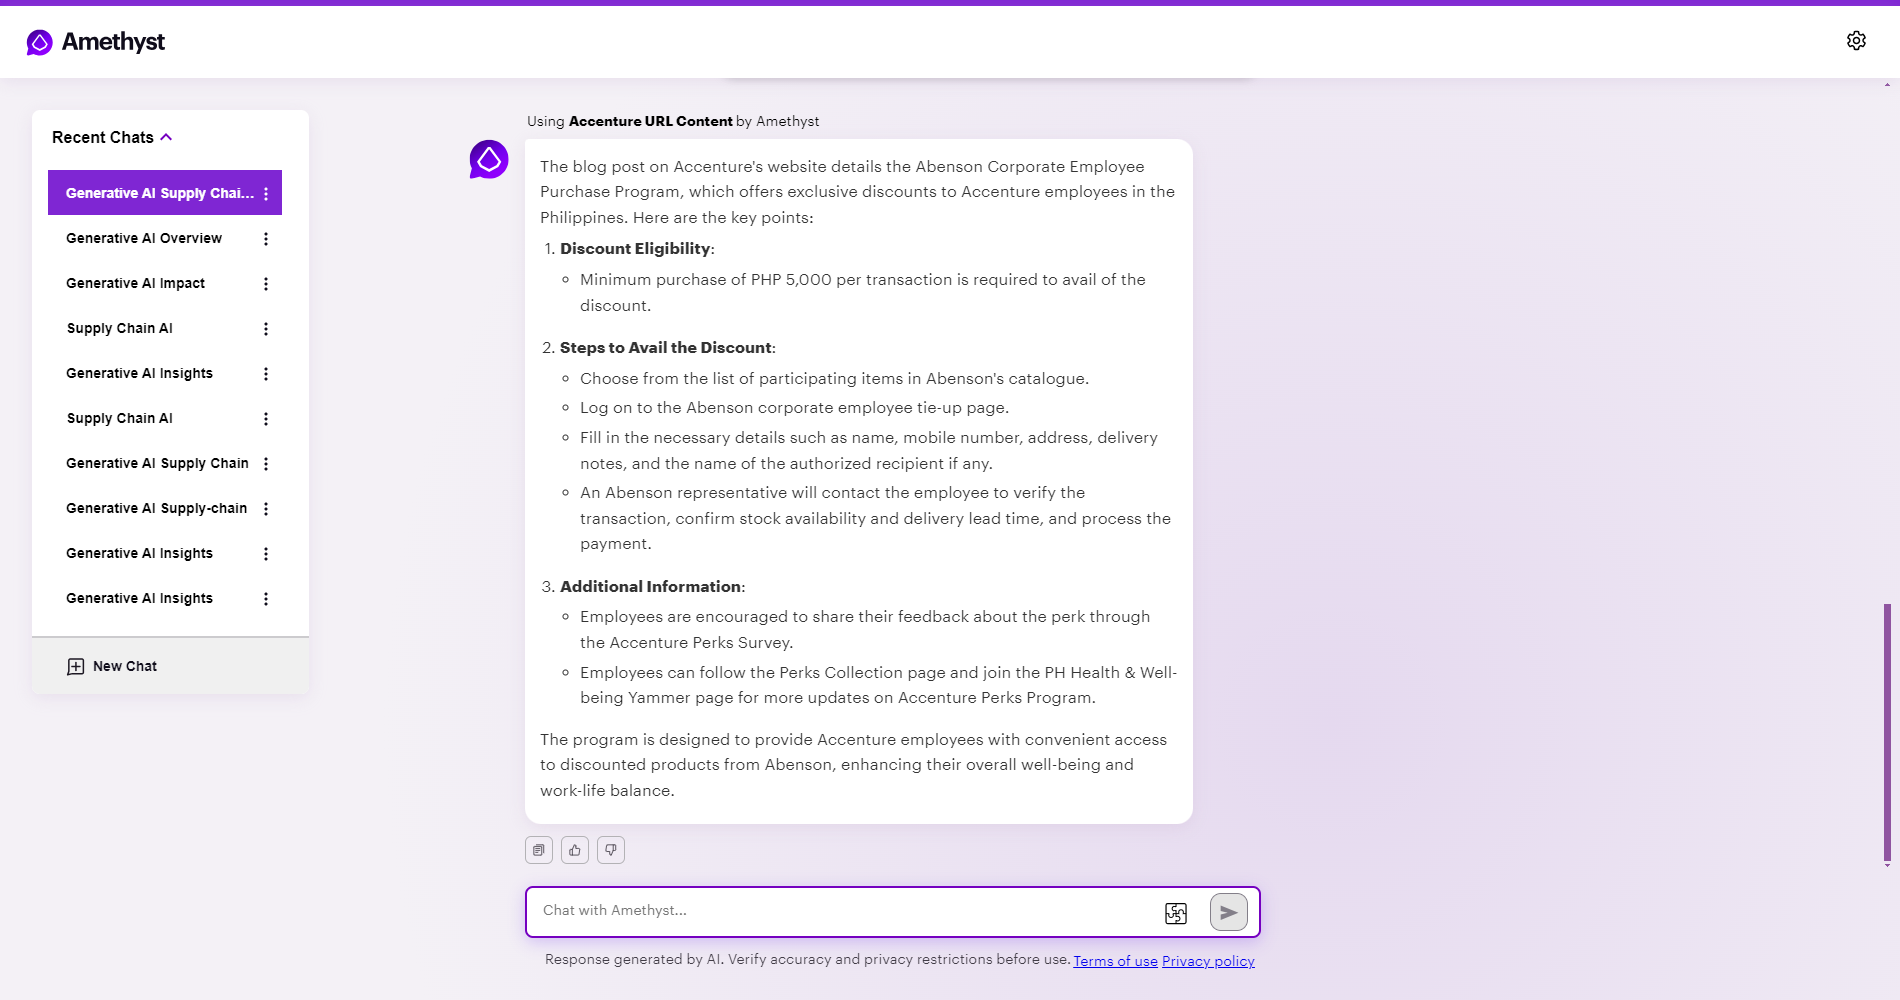 Amethyst
Recent Chats
Generative AI Supply Chai...
Generative AI Overview
Generative AI Impact
Supply Chain AI
Generative AI Insights
Supply Chain AI
Generative AI Supply Chain
Generative AI Supply-chain
Generative AI Insights
Generative AI Insights
New Chat
Using Accenture URL Content by Amethyst
The blog post on Accenture's website details the Abenson Corporate Employee
Purchase Program, which offers exclusive discounts to Accenture employees in the
Philippines. Here are the key points:
1. Discount Eligibility:
Minimum purchase of PHP 5,000 per transaction is required to avail of the
discount.
2. Steps to Avail the Discount:
Choose from the list of participating items in Abenson's catalogue.
Log on to the Abenson corporate employee tie-up page.
Fill in the necessary details such as name, mobile number, address, delivery
notes, and the name of the authorized recipient if any.
An Abenson representative will contact the employee to verify the
transaction, confirm stock availability and delivery lead time, and process the
payment.
3. Additional Information:
Employees are encouraged to share their feedback about the perk through
the Accenture Perks Survey.
Employees can follow the Perks Collection page and join the PH Health & Well-
being Yammer page for more updates on Accenture Perks Program.
The program is designed to provide Accenture employees with convenient access
to discounted products from Abenson, enhancing their overall well-being and
work-life balance.
Chat with Amethyst...
Response generated by AI. Verify accuracy and privacy restrictions before use. Terms of use Privacy policy